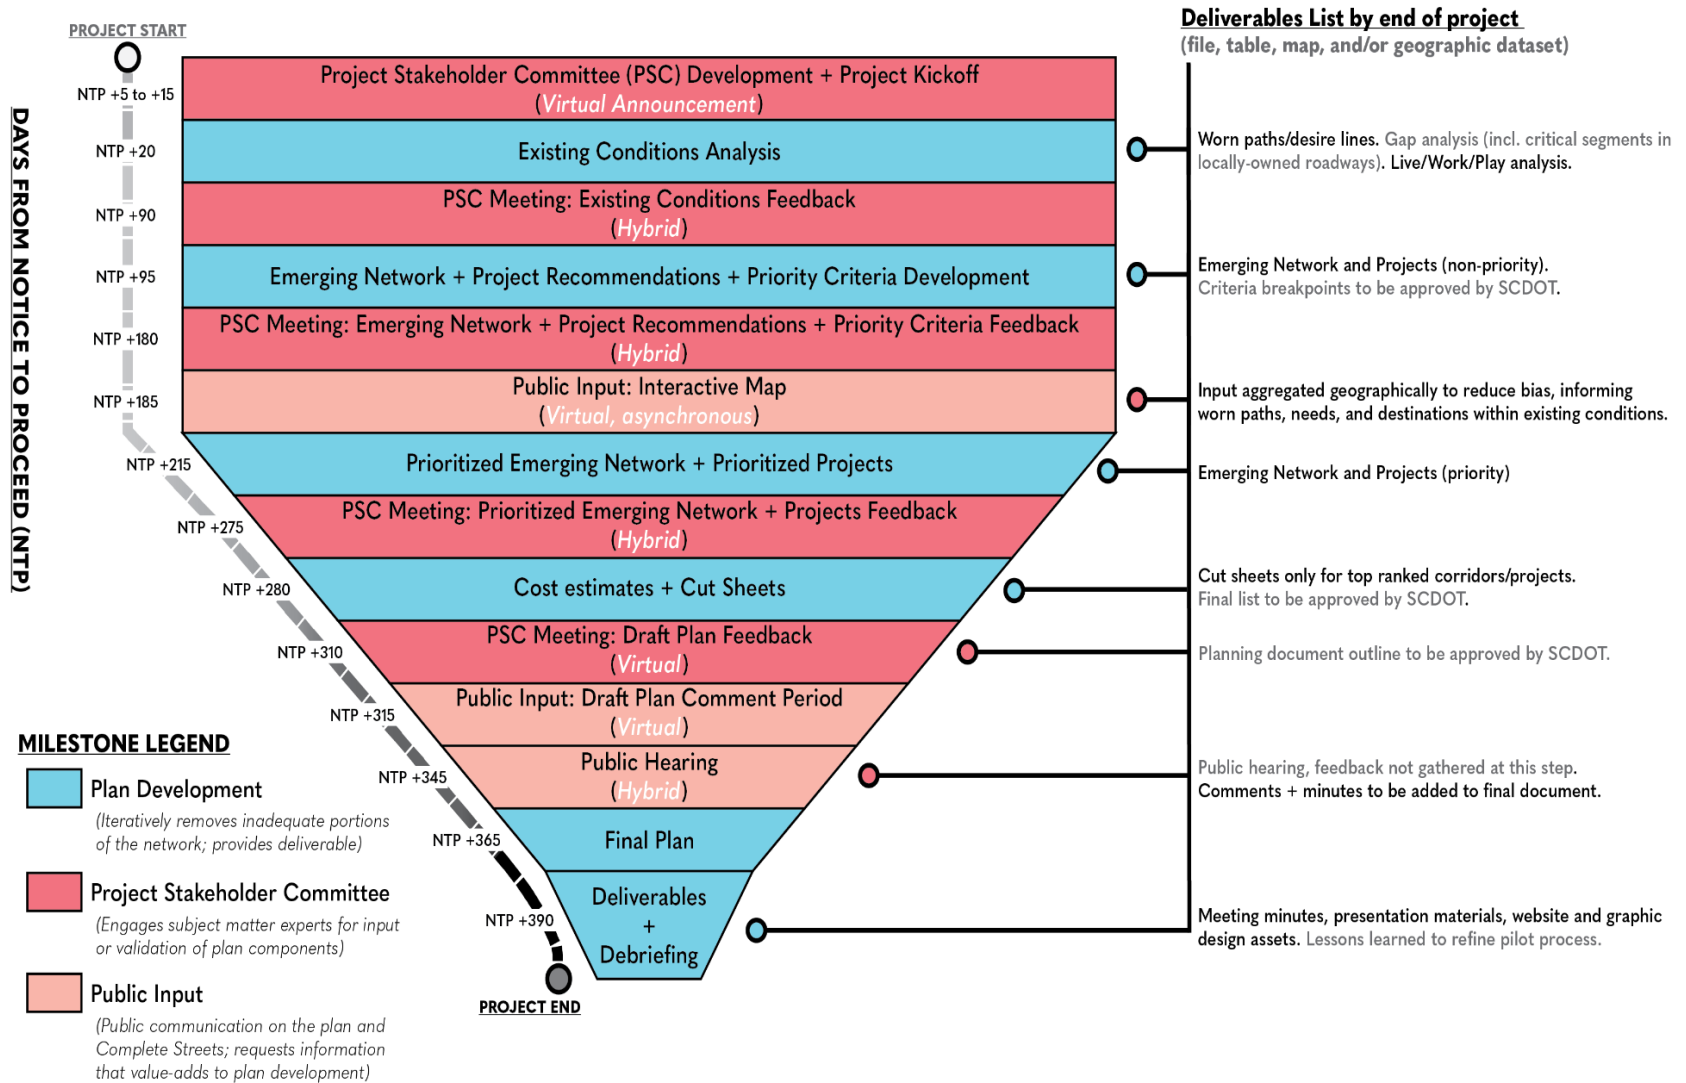 PROJECT START
DAYS FROM NOTICE TO PROCEED (NTP)
NTP +5 to +15
NTP +20
NTP +90
NTP +95
NTP +180
NTP +185
NTP +215
NTP +275
NTP +280
NTP +310
NTP +315
NTP +345
NTP +365
NTP +390
PROJECT END
Project Stakeholder Committee (PSC) Development + Project Kickoff
(Virtual Announcement)
Existing Conditions Analysis
PSC Meeting: Existing Conditions Feedback
(Hybrid)
Emerging Network + Project Recommendations + Priority Criteria Development
PSC Meeting: Emerging Network + Project Recommendations + Priority Criteria Feedback
(Hybrid)
Public Input: Interactive Map
(Virtual, asynchronous)
Prioritized Emerging Network + Prioritized Projects
PSC Meeting: Prioritized Emerging Network + Projects Feedback
(Hybrid)
Cost estimates + Cut Sheets
PSC Meeting: Draft Plan Feedback
(Virtual)
Public Input: Draft Plan Comment Period
(Virtual)
Public Hearing
(Hybrid)
Final Plan
Deliverables
+
Debriefing
Deliverables List by end of project
(file, table, map, and/or geographic dataset)
Worn paths/desire lines. Gap analysis (incl. critical segments in
locally-owned roadways). Live/Work/Play analysis.
Emerging Network and Projects (non-priority).
Criteria breakpoints to be approved by SCDOT.
Input aggregated geographically to reduce bias, informing
worn paths, needs, and destinations within existing conditions.
Emerging Network and Projects (priority)
Cut sheets only for top ranked corridors/projects.
Final list to be approved by SCDOT.
Planning document outline to be approved by SCDOT.
Public hearing, feedback not gathered at this step.
Comments + minutes to be added to final document.
Meeting minutes, presentation materials, website and graphic
design assets. Lessons learned to refine pilot process.
MILESTONE LEGEND
Plan Development
(Iteratively removes inadequate portions
of the network; provides deliverable)
Project Stakeholder Committee
(Engages subject matter experts for input
or validation of plan components)
Public Input
(Public communication on the plan and
Complete Streets; requests information
that value-adds to plan development)